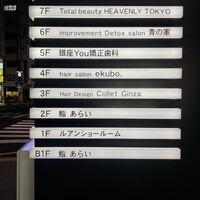 7F Total beauty HEAVENLY TOKYO
6F improvement Detox salon 青の家
5F 銀座You矯正歯科
4F hair salon ekubo.
3F Hair Design Collet Ginza
2F 鮨 あらい
1F ルアンショールーム
B1F 鮨 あらい